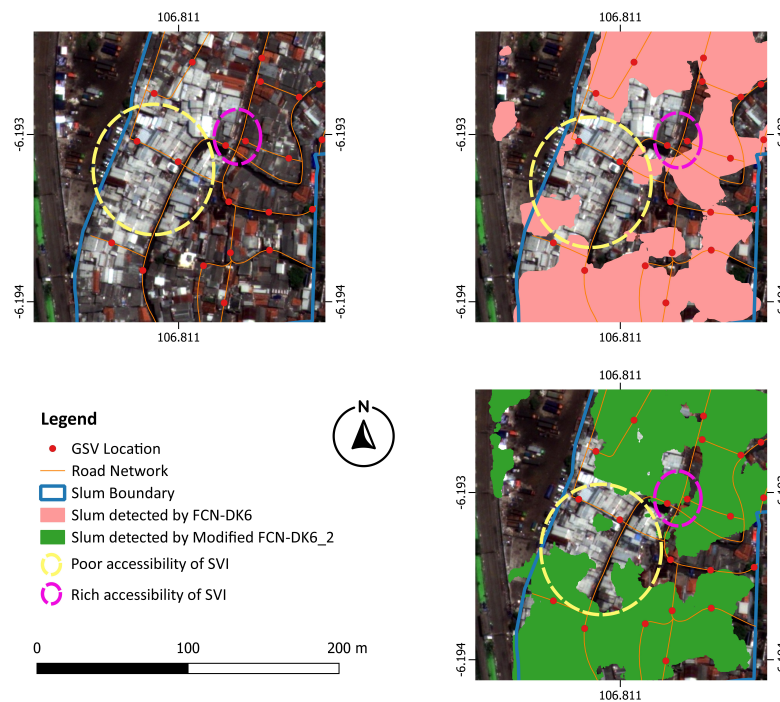 106.811
106.811
-6.193
-6.193
-6.193
-6.194
-6.194
-6.194
106.811
106.811
106.811
Legend
GSV Location
Road Network
Slum Boundary
Slum detected by FCN-DK6
Slum detected by Modified FCN-DK6_2
Poor accessibility of SVI
Rich accessibility of SVI
N
-6.193
-6.194
0 100 200 m
106.811